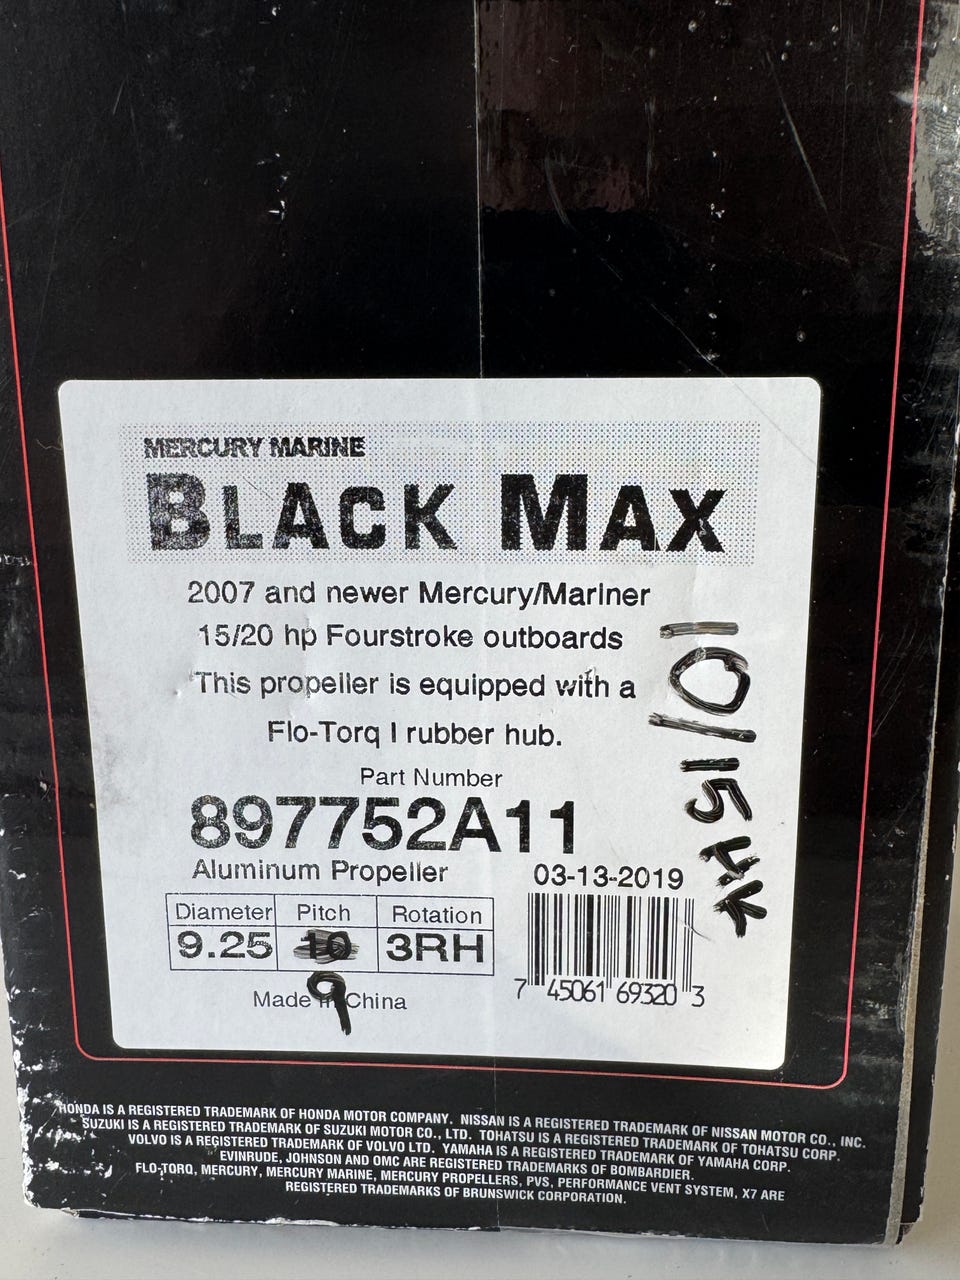 MERCURY MARINE
BLACK MAX
2007 and newer Mercury/Mariner
15/20 hp Fourstroke outboards
This propeller is equipped with a
Flo-Torq I rubber hub.
Part Number
897752A11
Aluminum Propeller
03-13-2019
Diameter Pitch Rotation
9.25 10 3RH
9
Made in China
7 45061 69320 3
10/15
HONDA IS A REGISTERED TRADEMARK OF HONDA MOTOR COMPANY. NISSAN IS A REGISTERED TRADEMARK OF NISSAN MOTOR CO., INC.
SUZUKI IS A REGISTERED TRADEMARK OF SUZUKI MOTOR CO., LTD. TOHATSU IS A REGISTERED TRADEMARK OF TOHATSU CORP.
VOLVO IS A REGISTERED TRADEMARK OF VOLVO LTD. YAMAHA IS A REGISTERED TRADEMARK OF YAMAHA CORP.
EVINRUDE, JOHNSON AND OMC ARE REGISTERED TRADEMARKS OF BOMBARDIER.
FLO-TORQ, MERCURY, MERCURY MARINE, MERCURY PROPELLERS, PVS, PERFORMANCE VENT SYSTEM, X7 ARE
REGISTERED TRADEMARKS OF BRUNSWICK CORPORATION.